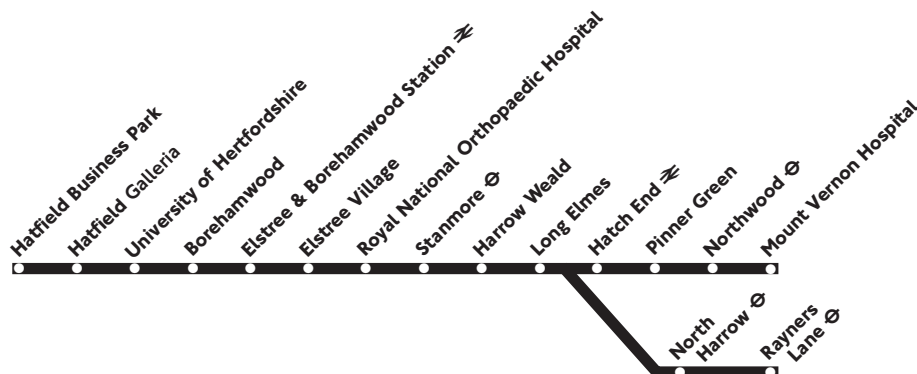 Hatfield Business Park
Hatfield Galleria
University of Hertfordshire
Borehamwood
Elstree & Borehamwood Station
Elstree Village
Royal National Orthopaedic Hospital
Stanmore
Harrow Weald
Long Elmes
Hatch End
Pinner Green
Northwood
Mount Vernon Hospital
North
Harrow
Rayners
Lane